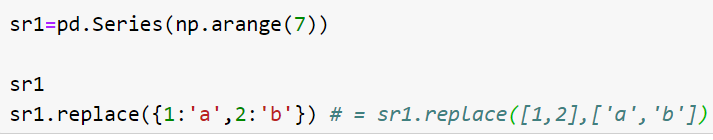 sr1=pd.Series(np.arange(7))
sr1
sr1.replace({1:'a',2:'b'}) # = sr1.replace([1,2],['a','b'])